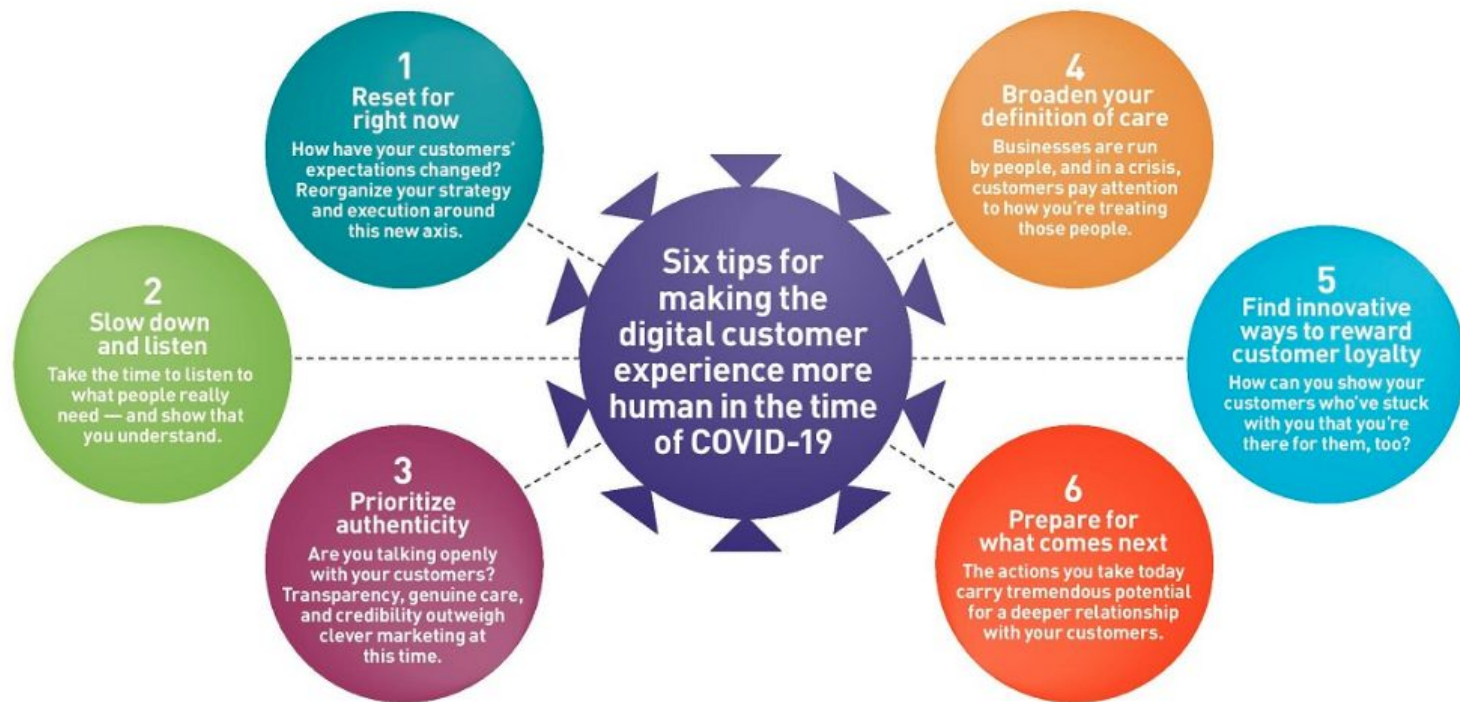 1
Reset for
right now
How have your customers'
expectations changed?
Reorganize your strategy
and execution around
this new axis.
2
Slow down
and listen
Take the time to listen to
what people really
need — and show that
you understand.
3
Prioritize
authenticity
Are you talking openly
with your customers?
Transparency, genuine care,
and credibility outweigh
clever marketing at
this time.
Six tips for
making the
digital customer
experience more
human in the time
of COVID-19
4
Broaden your
definition of care
Businesses are run
by people, and in a crisis,
customers pay attention
to how you're treating
those people.
5
Find innovative
ways to reward
customer loyalty
How can you show your
customers who've stuck
with you that you're
there for them, too?
6
Prepare for
what comes next
The actions you take today
carry tremendous potential
for a deeper relationship
with your customers.